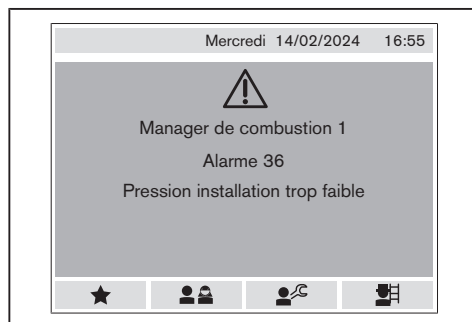 Mercredi 14/02/2024 16:55
Manager de combustion 1
Alarme 36
Pression installation trop faible